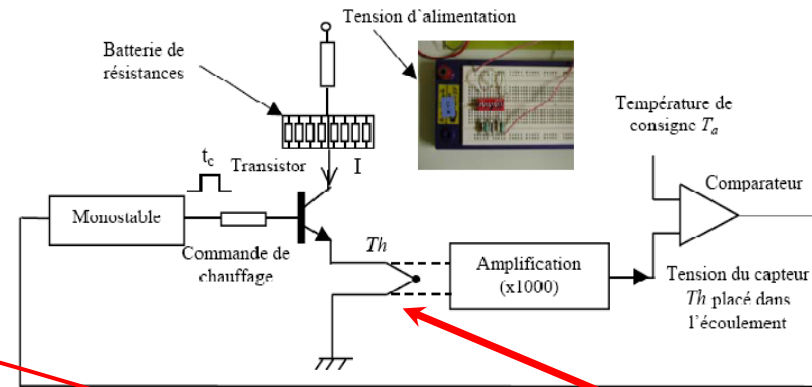 Tension d'alimentation
Batterie de
résistances
Température de
consigne Ta
tc
Transistor
I
Comparateur
Monostable
Th
Commande de
chauffage
Amplification
(x1000)
Tension du capteur
Th placé dans
l'écoulement